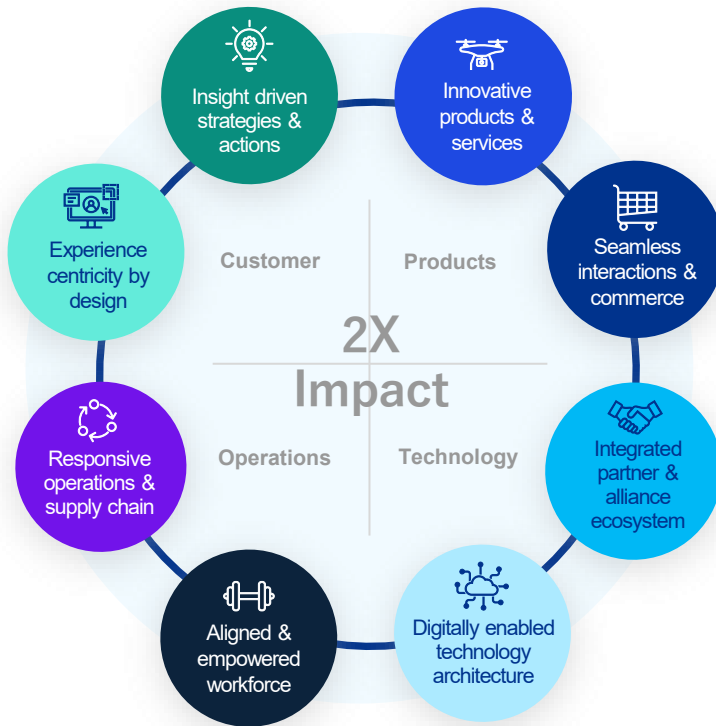 Insight driven
strategies &
actions
Innovative
products &
services
Experience
centricity by
design
Seamless
interactions &
commerce
Customer
Products
2X
Impact
Operations
Technology
Responsive
operations &
supply chain
Integrated
partner &
alliance
ecosystem
Aligned &
empowered
workforce
Digitally enabled
technology
architecture